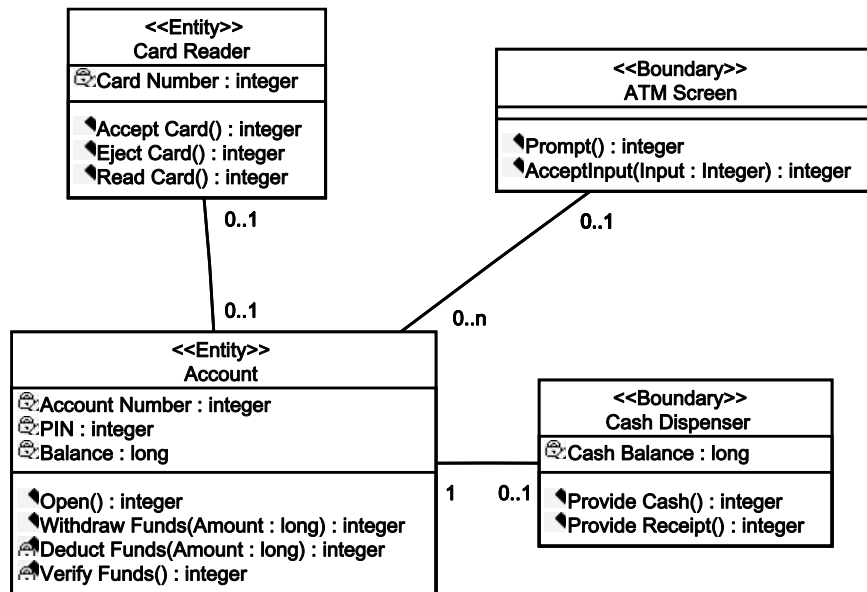 <<Entity>>
Card Reader
Card Number : integer
Accept Card() : integer
Eject Card() : integer
Read Card() : integer
<<Boundary>>
ATM Screen
Prompt() : integer
AcceptInput(Input : Integer) : integer
0..1
0..1
0..1
0..n
<<Entity>>
Account
Account Number : integer
PIN : integer
Balance : long
Open() : integer
Withdraw Funds(Amount : long) : integer
Deduct Funds(Amount : long) : integer
Verify Funds() : integer
1
0..1
<<Boundary>>
Cash Dispenser
Cash Balance : long
Provide Cash() : integer
Provide Receipt() : integer